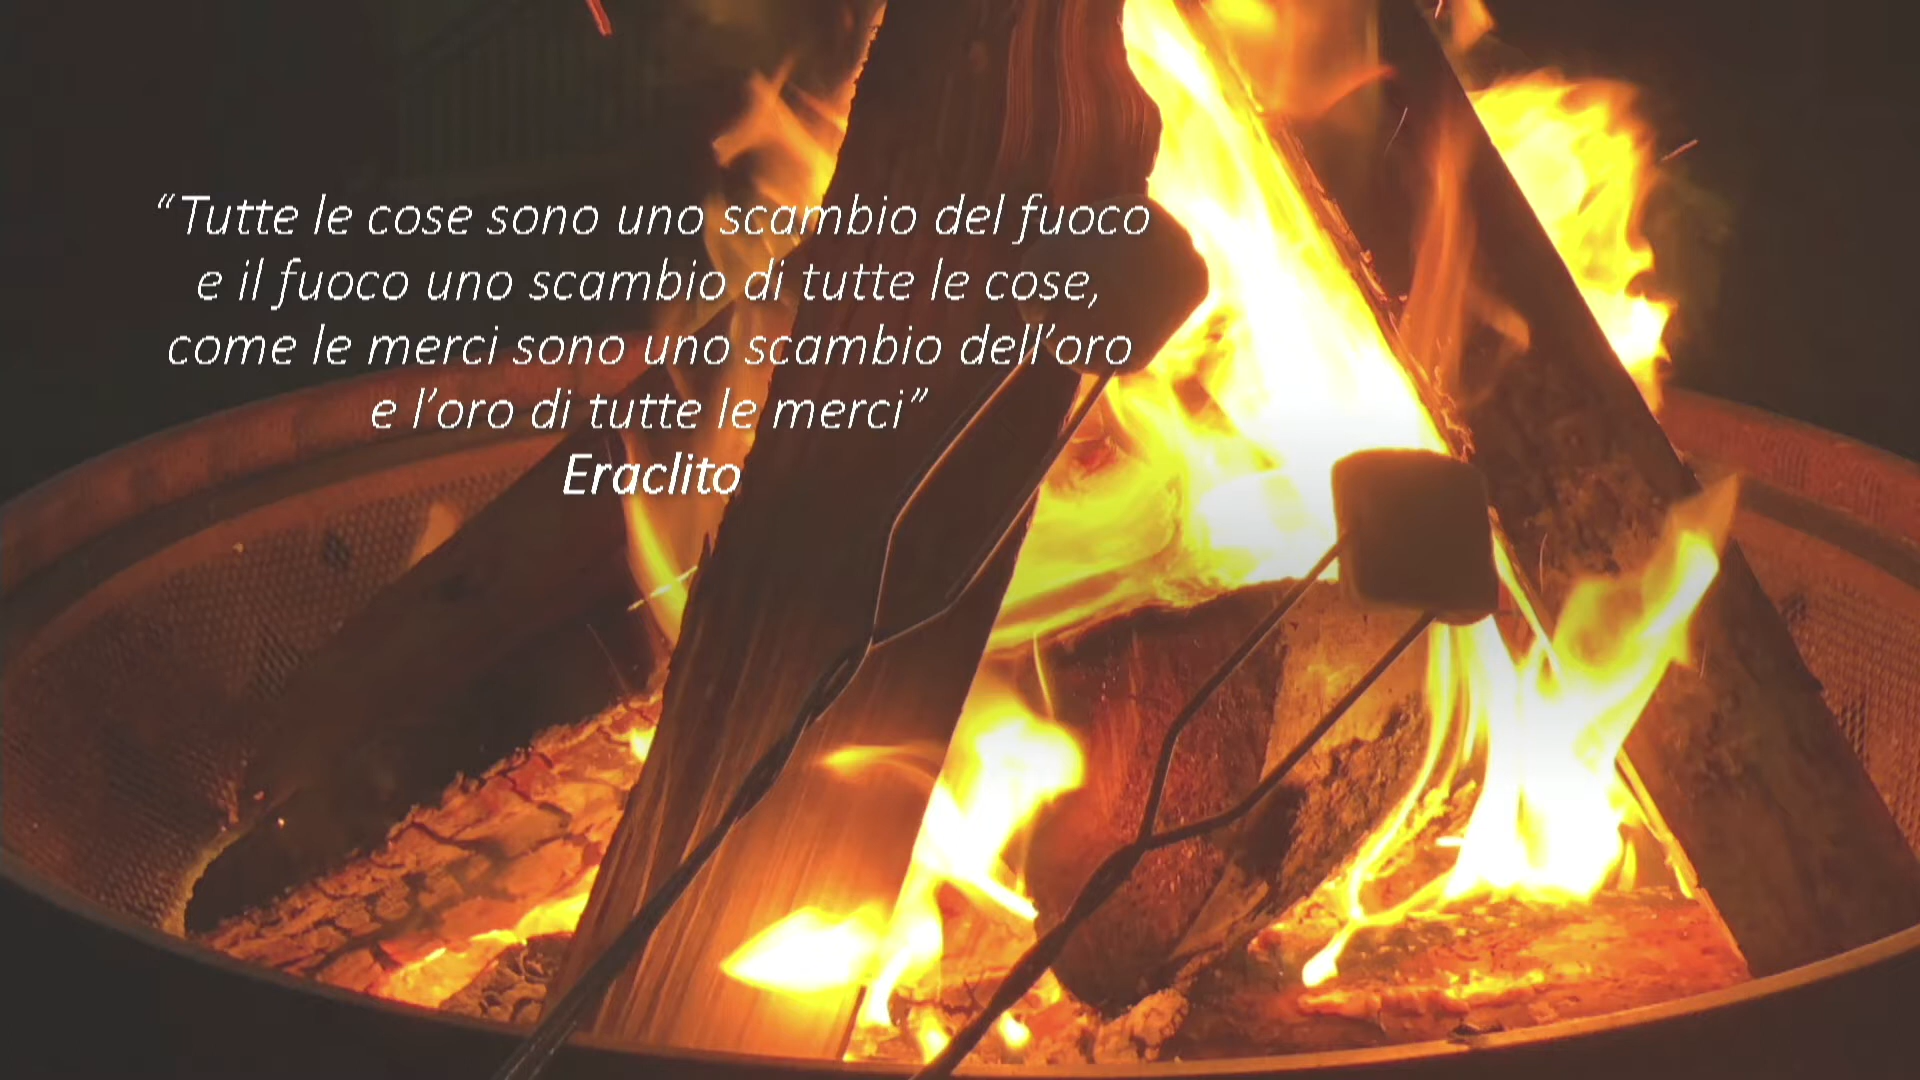 “Tutte le cose sono uno scambio del fuoco
e il fuoco uno scambio di tutte le cose,
come le merci sono uno scambio dell’oro
e l’oro di tutte le merci”
Eraclito